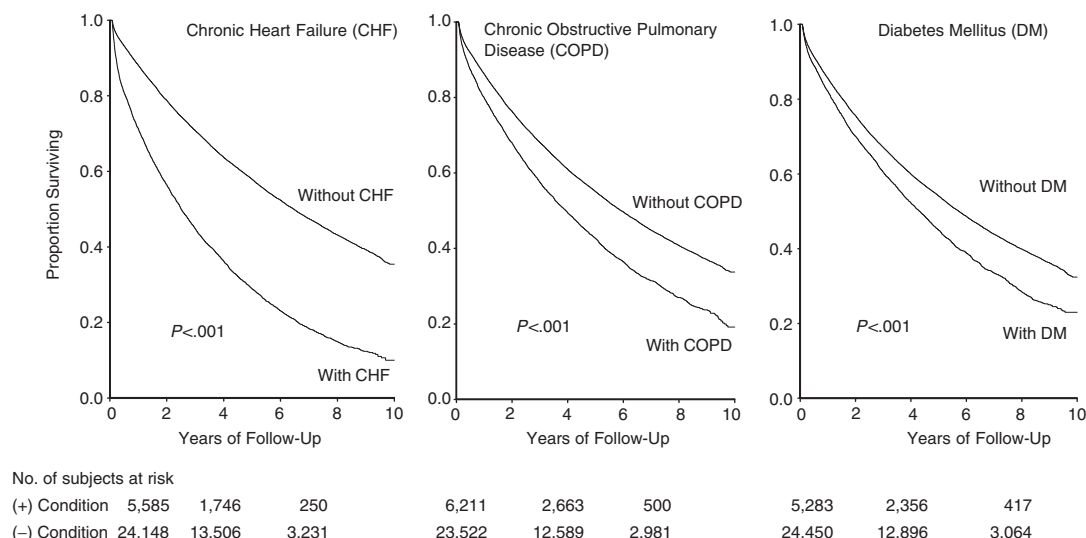 Chronic Heart Failure (CHF)
1.0
0.8
0.6
0.4
0.2
0.0
Proportion Surviving
Without CHF
P<.001
With CHF
0 2 4 6 8 10
Years of Follow-Up
Chronic Obstructive Pulmonary
Disease (COPD)
1.0
0.8
0.6
0.4
0.2
0.0
Without COPD
P<.001
With COPD
0 2 4 6 8 10
Years of Follow-Up
Diabetes Mellitus (DM)
1.0
0.8
0.6
0.4
0.2
0.0
Without DM
P<.001
With DM
0 2 4 6 8 10
Years of Follow-Up
No. of subjects at risk
(+) Condition 5,585 1,746 250 6,211 2,663 500 5,283 2,356 417
(–) Condition 24,148 13,506 3,231 23,522 12,589 2,981 24,450 12,896 3,064